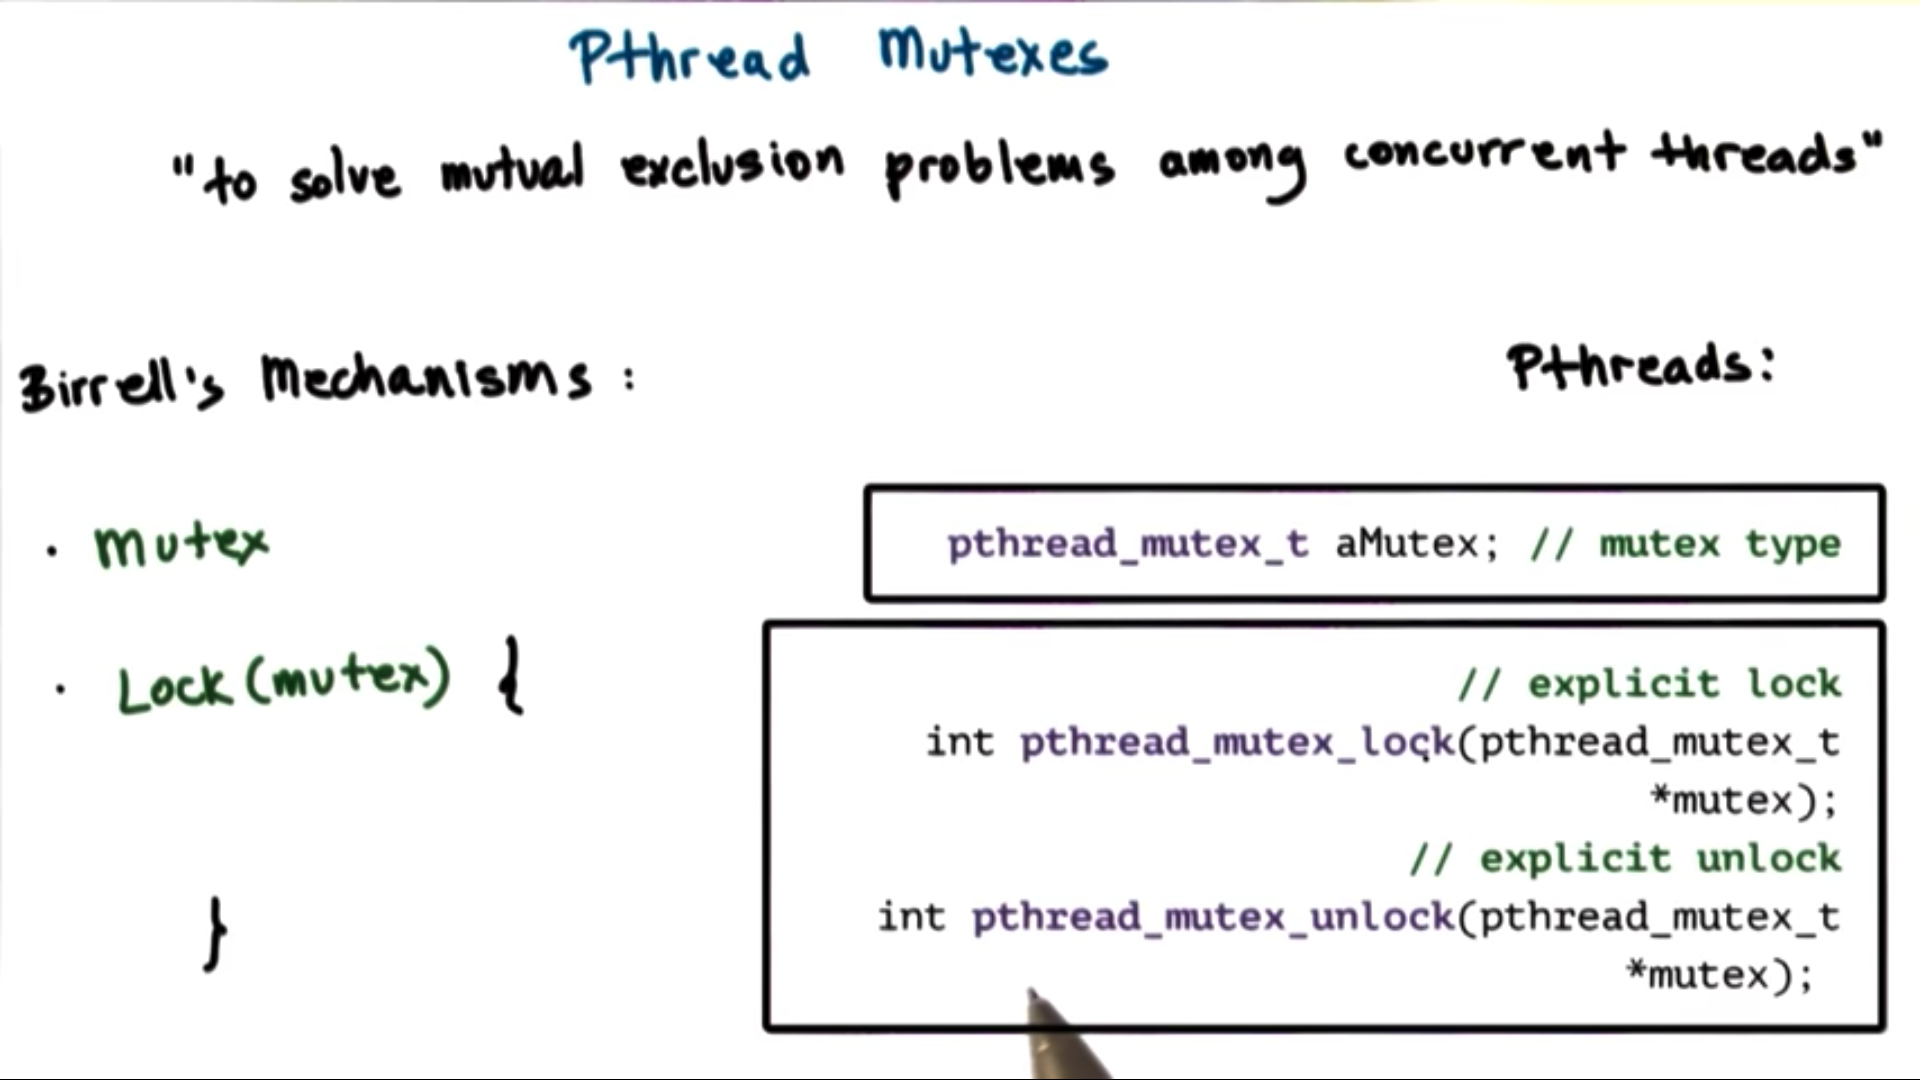 Pthread Mutexes
"to solve mutual exclusion problems among concurrent threads"
Birrell's Mechanisms :
Pthreads:
• Mutex
pthread_mutex_t aMutex; // mutex type
• Lock (mutex) {
}
// explicit lock
int pthread_mutex_lock(pthread_mutex_t
*mutex);
// explicit unlock
int pthread_mutex_unlock(pthread_mutex_t
*mutex);